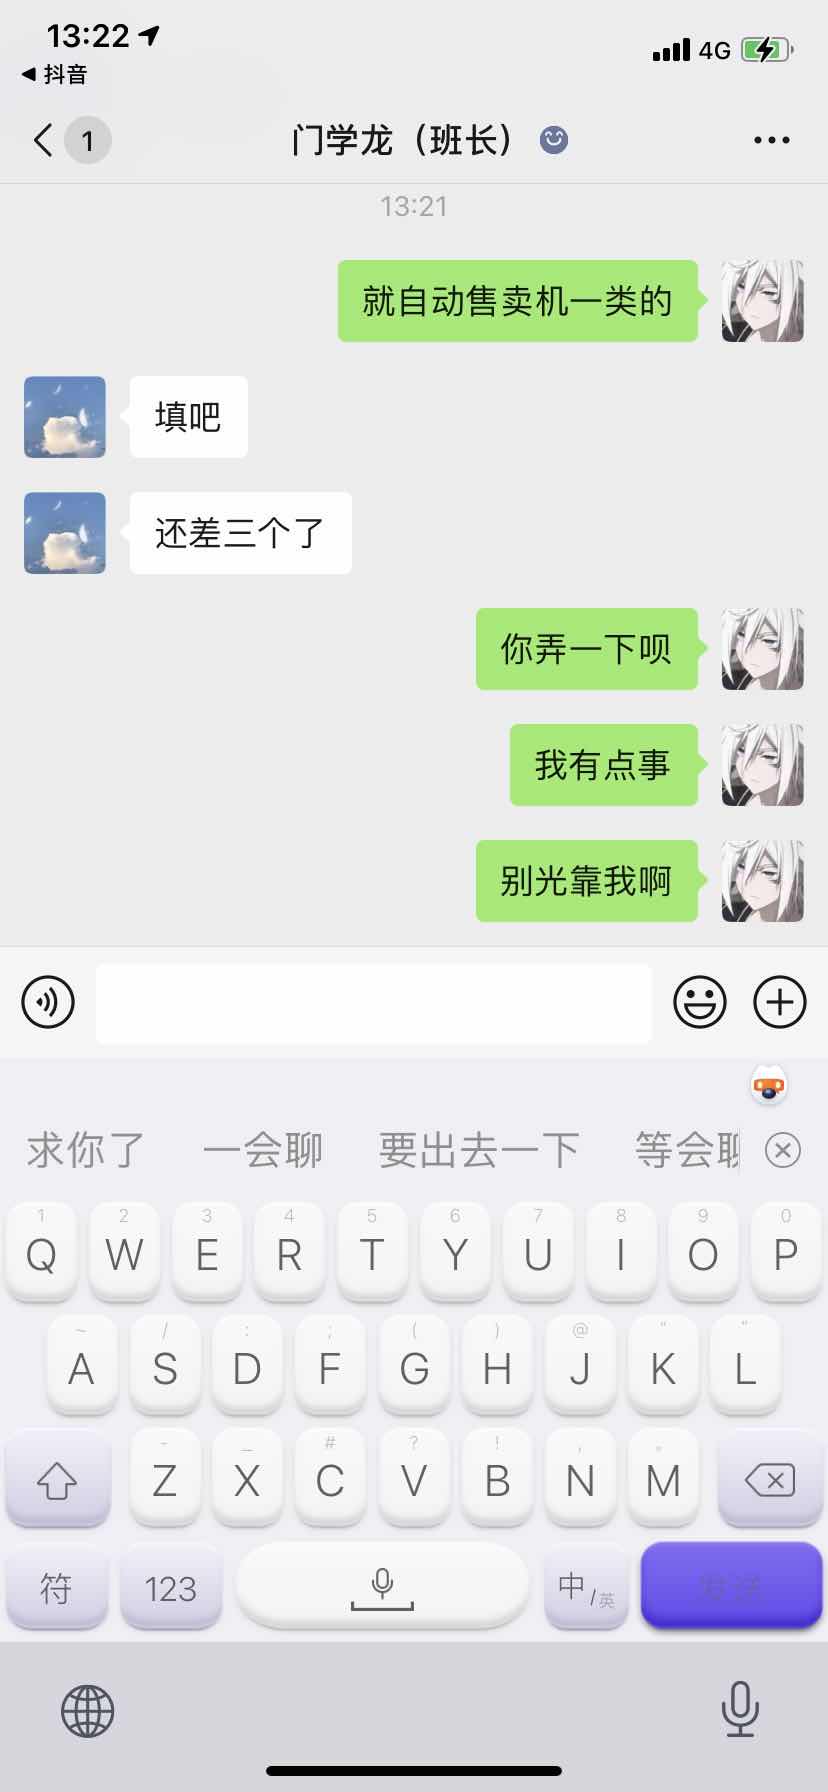 13:22
4G
抖音
1
门学龙（班长）
13:21
就自动售卖机一类的
填吧
还差三个了
你弄一下呗
我有点事
别光靠我啊
求你了 一会聊 要出去一下 等会聊
1 2 3 4 5 6 7 8 9 0
Q W E R T Y U I O P
~ / : ; ( ) @ “ ”
A S D F G H J K L
- _ # ? ! , 。
Z X C V B N M
符 123 中/英 发送